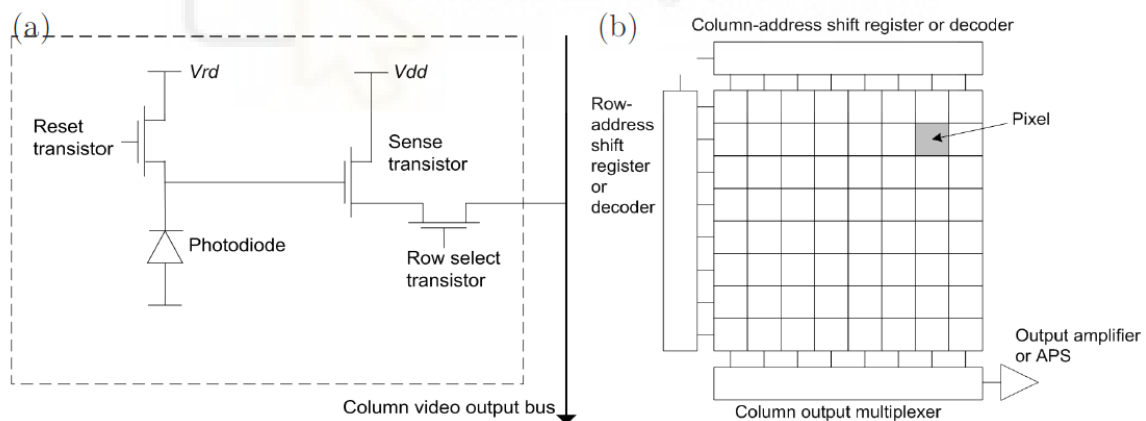 (a)
Vrd
Vdd
Reset
transistor
Sense
transistor
Photodiode
Row select
transistor
Column video output bus
(b)
Column-address shift register or decoder
Row-
address
shift
register
or
decoder
Pixel
Output amplifier
or APS
Column output multiplexer